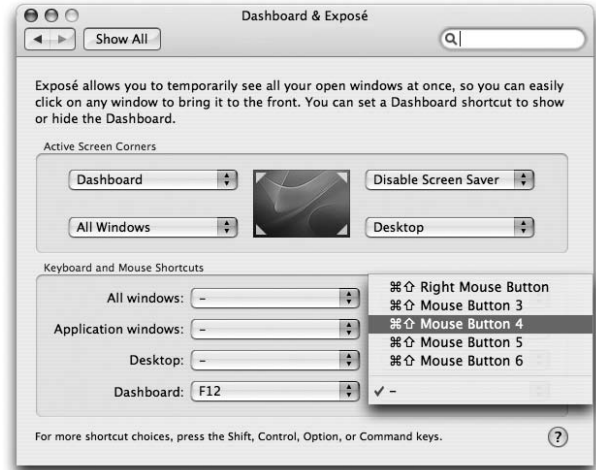 Dashboard & Exposé
Show All
Exposé allows you to temporarily see all your open windows at once, so you can easily
click on any window to bring it to the front. You can set a Dashboard shortcut to show
or hide the Dashboard.
Active Screen Corners
Dashboard
Disable Screen Saver
All Windows
Desktop
Keyboard and Mouse Shortcuts
All windows: –
Application windows: –
Desktop: –
Dashboard: F12
⌘⇧ Right Mouse Button
⌘⇧ Mouse Button 3
⌘⇧ Mouse Button 4
⌘⇧ Mouse Button 5
⌘⇧ Mouse Button 6
✓ –
For more shortcut choices, press the Shift, Control, Option, or Command keys.
?